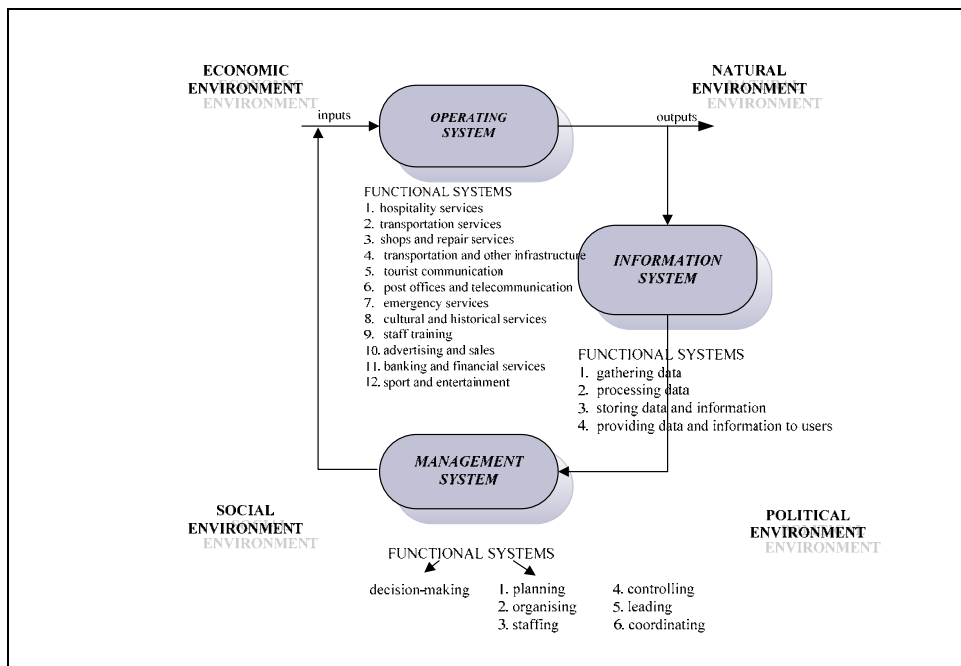 ECONOMIC
ENVIRONMENT
NATURAL
ENVIRONMENT
inputs
OPERATING
SYSTEM
outputs
FUNCTIONAL SYSTEMS
1. hospitality services
2. transportation services
3. shops and repair services
4. transportation and other infrastructure
5. tourist communication
6. post offices and telecommunication
7. emergency services
8. cultural and historical services
9. staff training
10. advertising and sales
11. banking and financial services
12. sport and entertainment
INFORMATION
SYSTEM
FUNCTIONAL SYSTEMS
1. gathering data
2. processing data
3. storing data and information
4. providing data and information to users
MANAGEMENT
SYSTEM
SOCIAL
ENVIRONMENT
POLITICAL
ENVIRONMENT
FUNCTIONAL SYSTEMS
decision-making
1. planning
2. organising
3. staffing
4. controlling
5. leading
6. coordinating